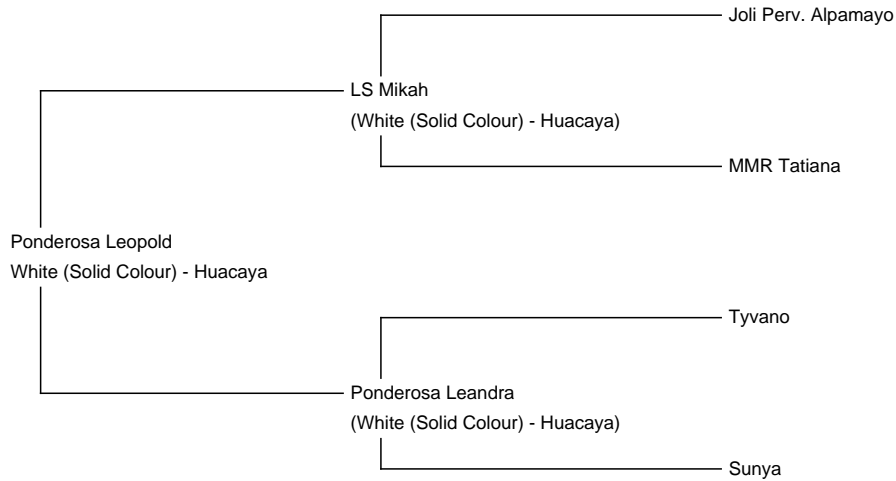 Joli Perv. Alpamayo
LS Mikah
(White (Solid Colour) - Huacaya)
MMR Tatiana
Ponderosa Leopold
White (Solid Colour) - Huacaya
Tyvano
Ponderosa Leandra
(White (Solid Colour) - Huacaya)
Sunya